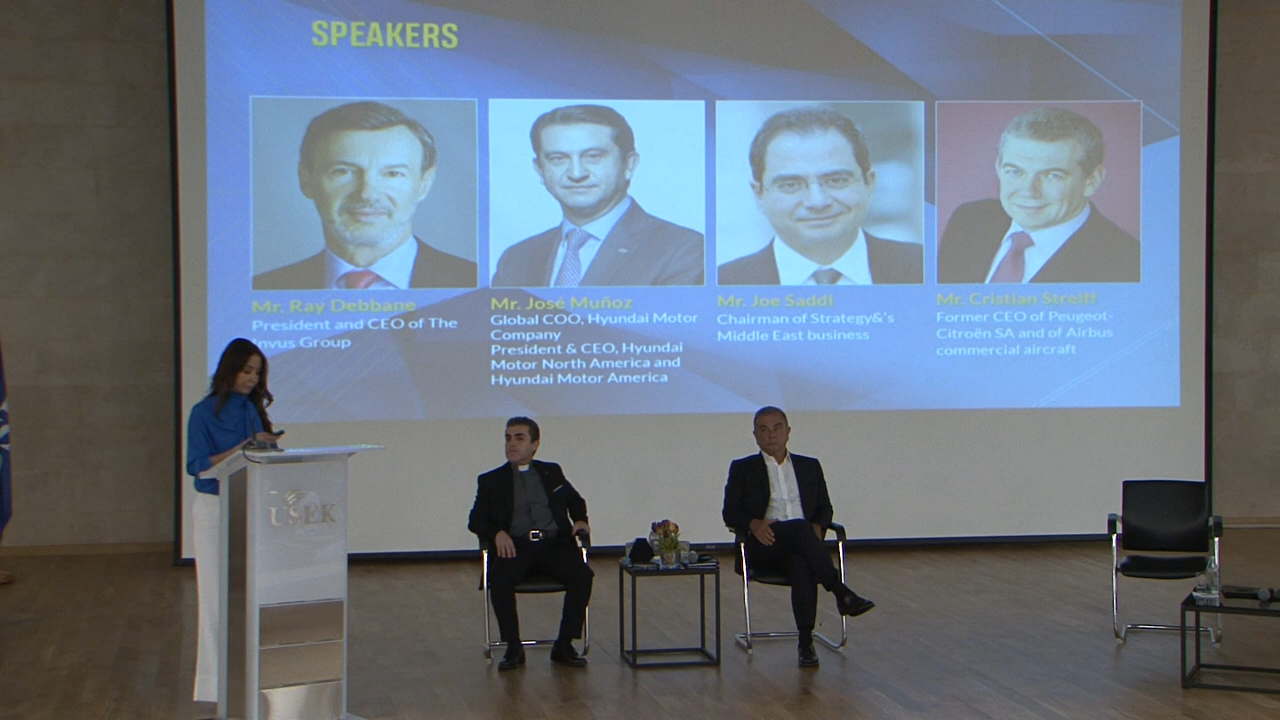 SPEAKERS
Mr. Ray Debbane
President and CEO of The
Invus Group
Mr. José Muñoz
Global COO, Hyundai Motor
Company
President & CEO, Hyundai
Motor North America and
Hyundai Motor America
Mr. Joe Saddi
Chairman of Strategy&'s
Middle East business
Mr. Cristian Streiff
Former CEO of Peugeot-
Citroën SA and of Airbus
commercial aircraft
USEK